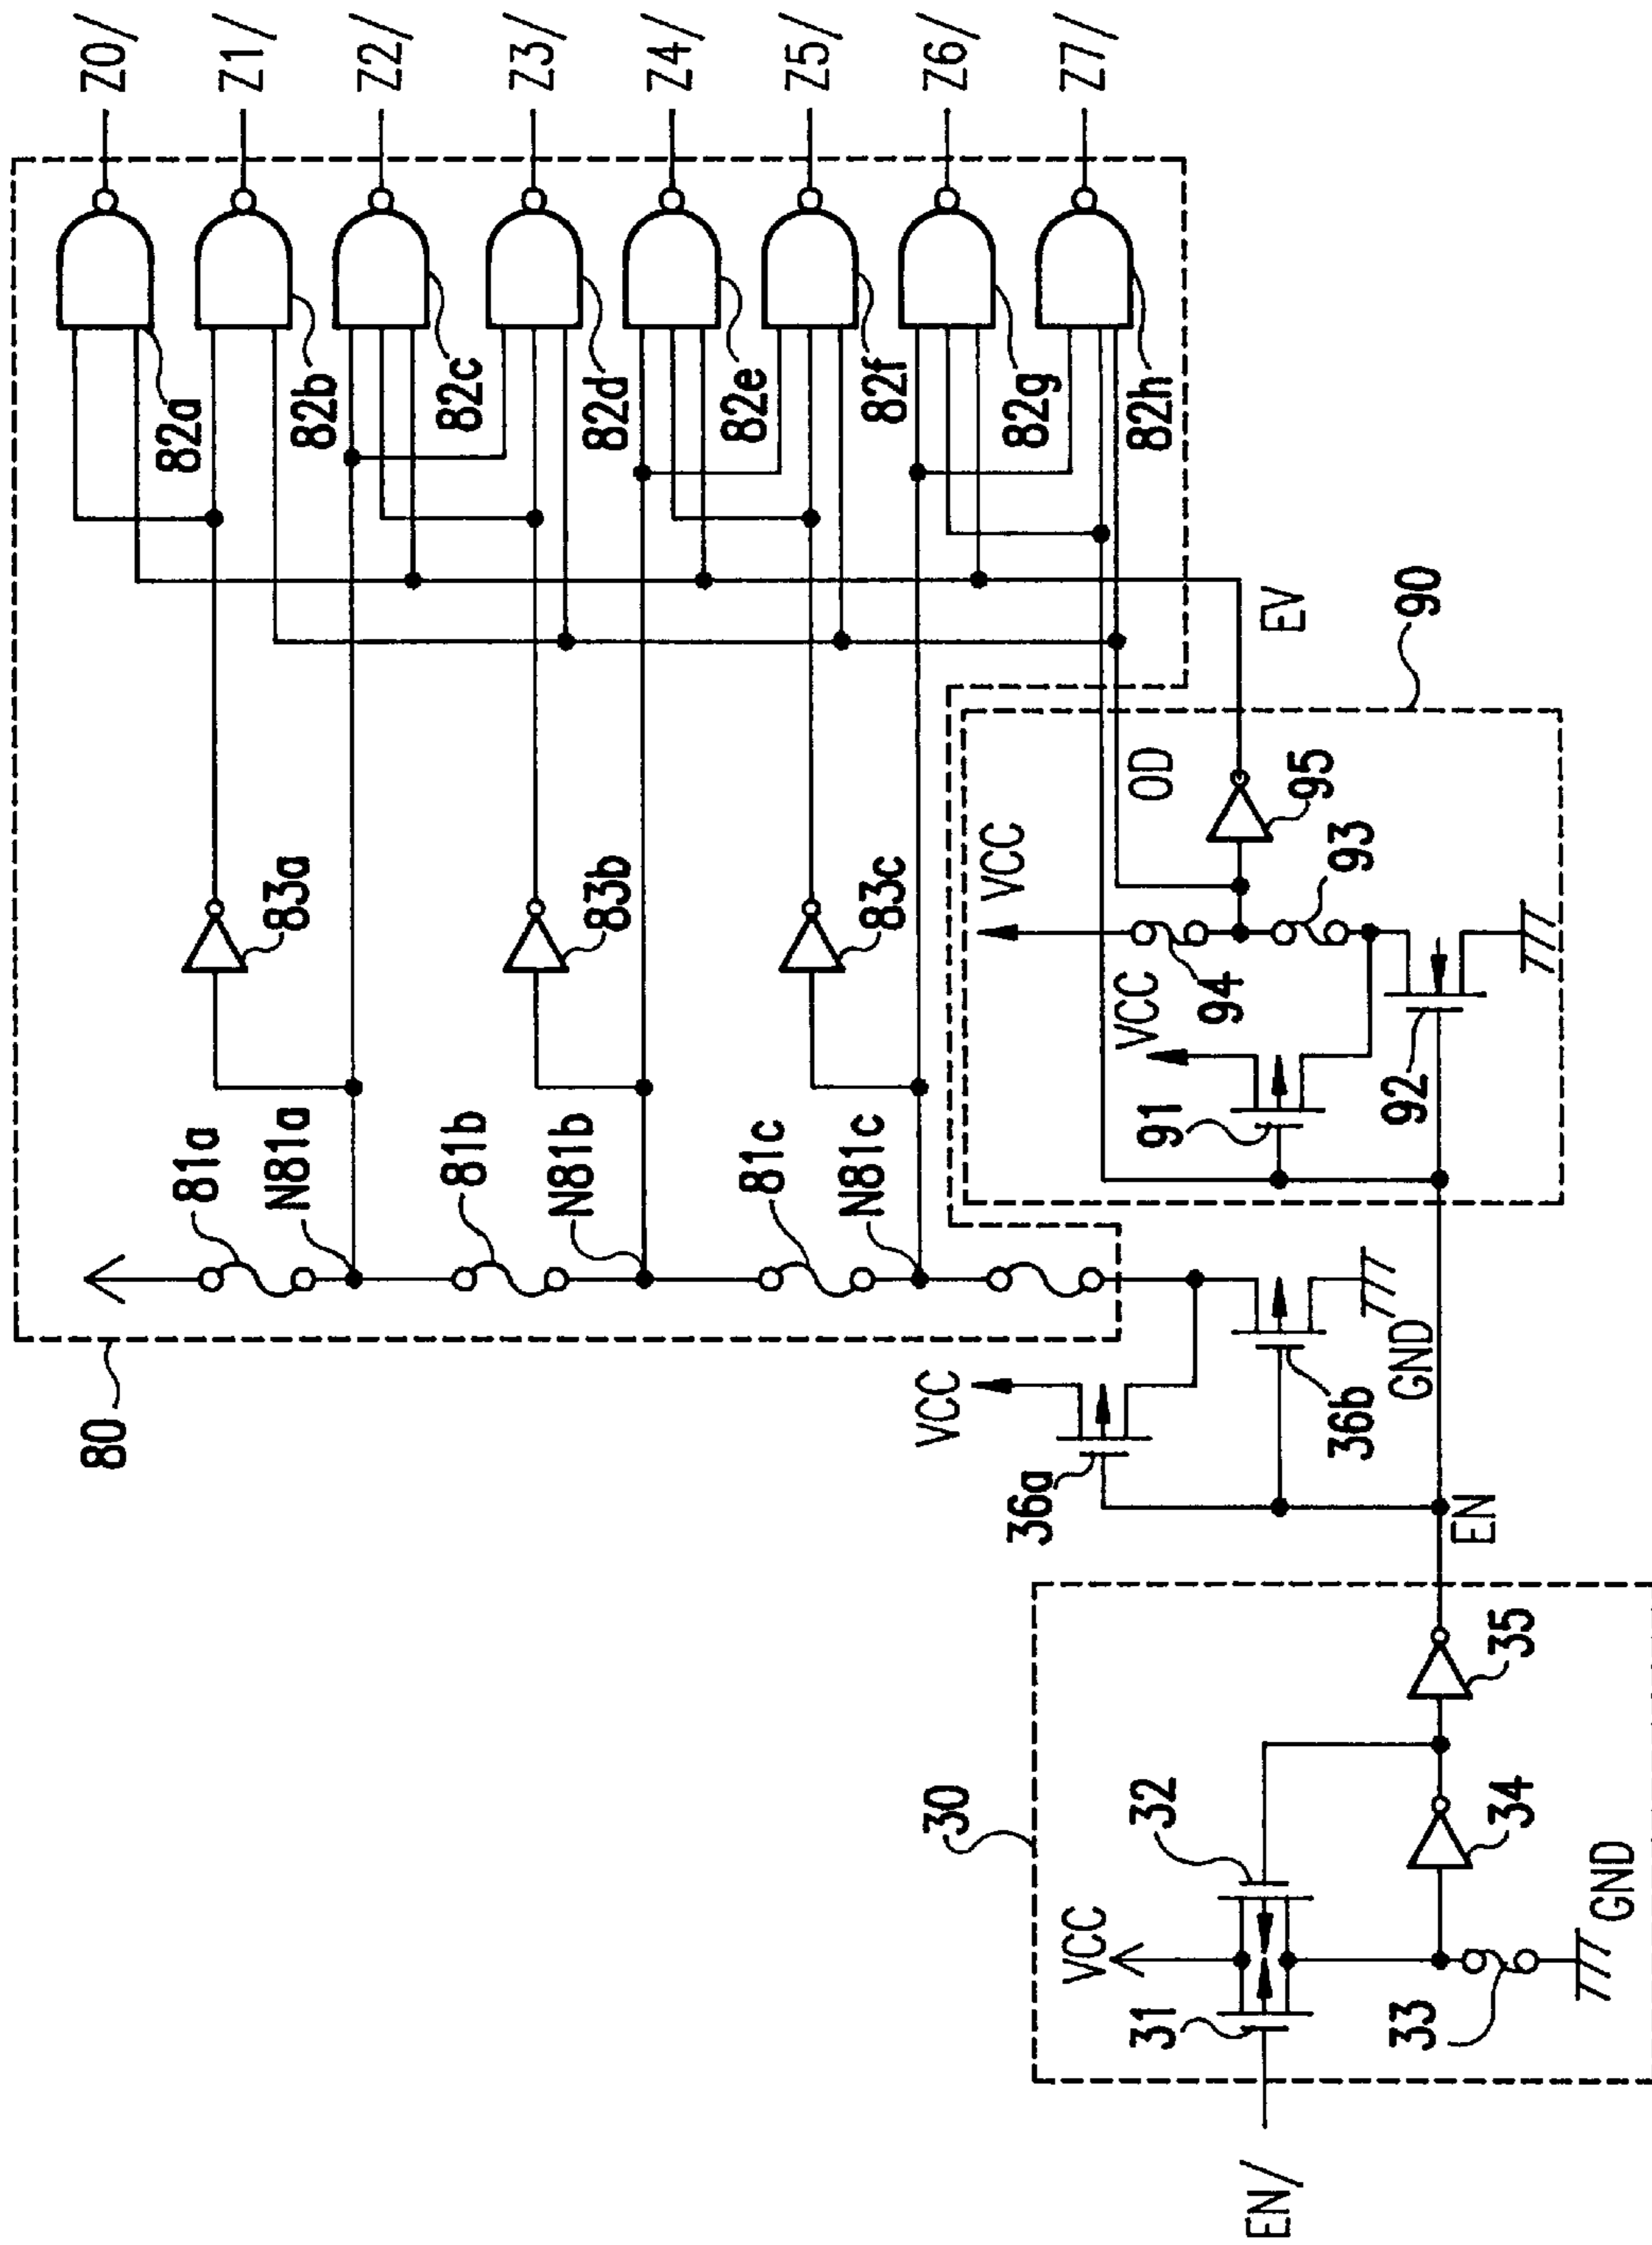 80
81a
N81a
81b
N81b
81c
N81c
83a
83b
83c
82a
82b
82c
82d
82e
82f
82g
82h
Z0/
Z1/
Z2/
Z3/
Z4/
Z5/
Z6/
Z7/
VCC
36a
36b
GND
EN
VCC
91
92
VCC
94
93
95
OD
EV
90
30
VCC
31
32
33
34
35
GND
EN/